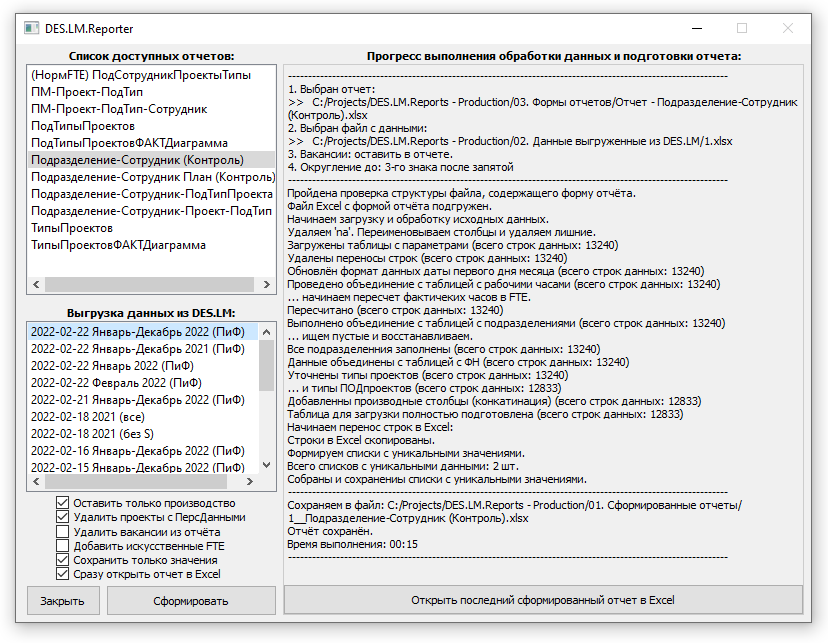 DES.LM.Reporter
Список доступных отчетов:
(НормFTE) ПодСотрудникПроектыТипы
ПМ-Проект-ПодТип
ПМ-Проект-ПодТип-Сотрудник
ПодТипыПроектов
ПодТипыПроектовФАКТДиаграмма
Подразделение-Сотрудник (Контроль)
Подразделение-Сотрудник План (Контроль)
Подразделение-Сотрудник-ПодТипПроекта
Подразделение-Сотрудник-Проект-ПодТип
ТипыПроектов
ТипыПроектовФАКТДиаграмма
Выгрузка данных из DES.LM:
2022-02-22 Январь-Декабрь 2022 (ПиФ)
2022-02-22 Январь-Декабрь 2021 (ПиФ)
2022-02-22 Январь 2022 (ПиФ)
2022-02-22 Февраль 2022 (ПиФ)
2022-02-21 Январь-Декабрь 2022 (ПиФ)
2022-02-18 2021 (все)
2022-02-18 2021 (без S)
2022-02-16 Январь-Декабрь 2022 (ПиФ)
2022-02-15 Январь-Декабрь 2022 (ПиФ)
Оставить только производство
Удалить проекты с ПерсДанными
Удалить вакансии из отчёта
Добавить искусственные FTE
Сохранить только значения
Сразу открыть отчет в Excel
Закрыть
Сформировать
Прогресс выполнения обработки данных и подготовки отчета:
1. Выбран отчет:
>> C:/Projects/DES.LM.Reports - Production/03. Формы отчетов/Отчет - Подразделение-Сотрудник
(Контроль).xlsx
2. Выбран файл с данными:
>> C:/Projects/DES.LM.Reports - Production/02. Данные выгруженные из DES.LM/1.xlsx
3. Вакансии: оставить в отчете.
4. Округление до: 3-го знака после запятой
Пройдена проверка структуры файла, содержащего форму отчёта.
Файл Excel с формой отчёта подгружен.
Начинаем загрузку и обработку исходных данных.
Удаляем 'na'. Переименовываем столбцы и удаляем лишние.
Загружены таблицы с параметрами (всего строк данных: 13240)
Удалены переносы строк (всего строк данных: 13240)
Обновлён формат данных даты первого дня месяца (всего строк данных: 13240)
Проведено объединение с таблицей с рабочими часами (всего строк данных: 13240)
... начинаем пересчет фактичеких часов в FTE.
Пересчитано (всего строк данных: 13240)
Выполнено объединение с таблицей с подразделениями (всего строк данных: 13240)
... ищем пустые и восстанавливаем.
Все подразделенния заполнены (всего строк данных: 13240)
Данные объединены с таблицей с ФН (всего строк данных: 13240)
Уточнены типы проектов (всего строк данных: 13240)
... и типы ПОДпроектов (всего строк данных: 12833)
Добавленны производные столбцы (конкатинация) (всего строк данных: 12833)
Таблица для загрузки полностью подготовлена (всего строк данных: 12833)
Начинаем перенос строк в Excel:
Строки в Excel скопированы.
Формируем списки с уникальными значениями.
Всего списков с уникальными данными: 2 шт.
Собраны и сохранениы списки с уникальными значениями.
Сохраняем в файл: C:/Projects/DES.LM.Reports - Production/01. Сформированные отчеты/
1__Подразделение-Сотрудник (Контроль).xlsx
Отчёт сохранён.
Время выполнения: 00:15
Открыть последний сформированный отчет в Excel